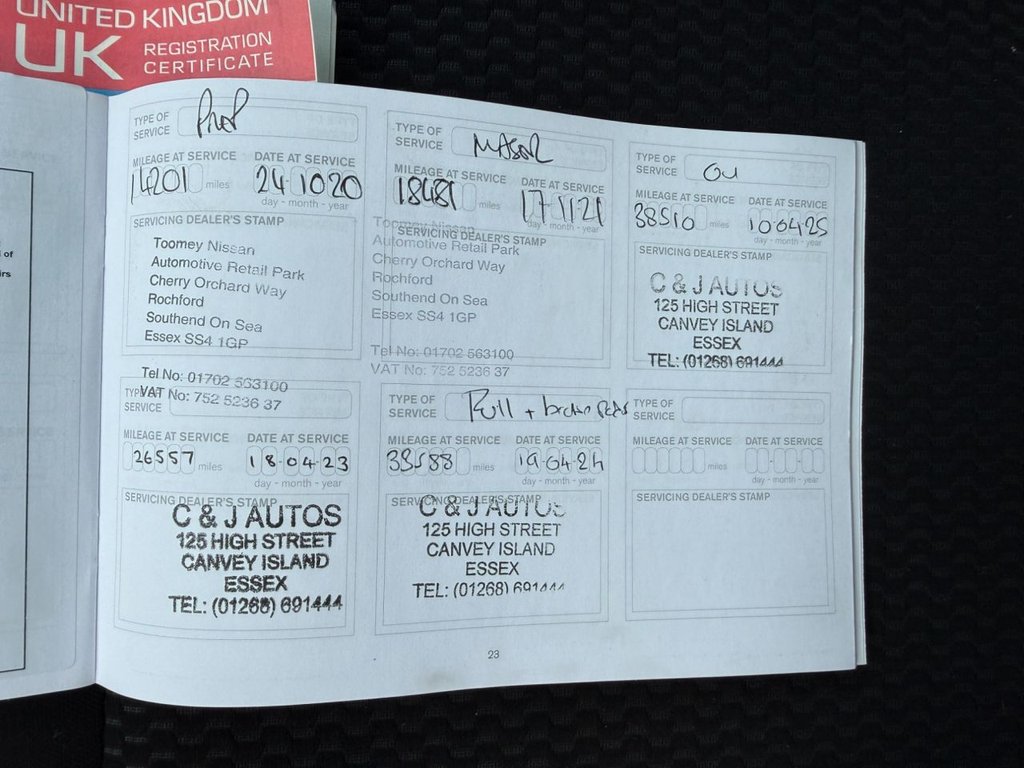 UNITED KINGDOM
UK REGISTRATION
CERTIFICATE
of
irs
TYPE OF
SERVICE
MILEAGE AT SERVICE DATE AT SERVICE
14201 miles 24 10 20
day - month - year
SERVICING DEALER'S STAMP
Toomey Nissan
Automotive Retail Park
Cherry Orchard Way
Rochford
Southend On Sea
Essex SS4 1GP
Tel No: 01702 563100
VAT No: 752 5236 37
TYPE OF
SERVICE MAJOR
MILEAGE AT SERVICE DATE AT SERVICE
18481 miles 17 11 21
day - month - year
SERVICING DEALER'S STAMP
Toomey Nissan
Automotive Retail Park
Cherry Orchard Way
Rochford
Southend On Sea
Essex SS4 1GP
Tel No: 01702 563100
VAT No: 752 5236 37
TYPE OF
SERVICE
MILEAGE AT SERVICE DATE AT SERVICE
38510 miles 10 04 25
day - month - year
SERVICING DEALER'S STAMP
C & J AUTOS
125 HIGH STREET
CANVEY ISLAND
ESSEX
TEL: (01268) 691444
TYPE
SERVICE
MILEAGE AT SERVICE DATE AT SERVICE
26557 miles 18-04-23
day - month - year
SERVICING DEALER'S STAMP
C & J AUTOS
125 HIGH STREET
CANVEY ISLAND
ESSEX
TEL: (01268) 691444
TYPE OF
SERVICE Full +
MILEAGE AT SERVICE DATE AT SERVICE
33588 miles 19-04-24
day - month - year
SERVICING DEALER'S STAMP
C & J AUTOS
125 HIGH STREET
CANVEY ISLAND
ESSEX
TEL: (01268) 691444
TYPE OF
SERVICE
MILEAGE AT SERVICE DATE AT SERVICE
miles
day - month - year
SERVICING DEALER'S STAMP
23